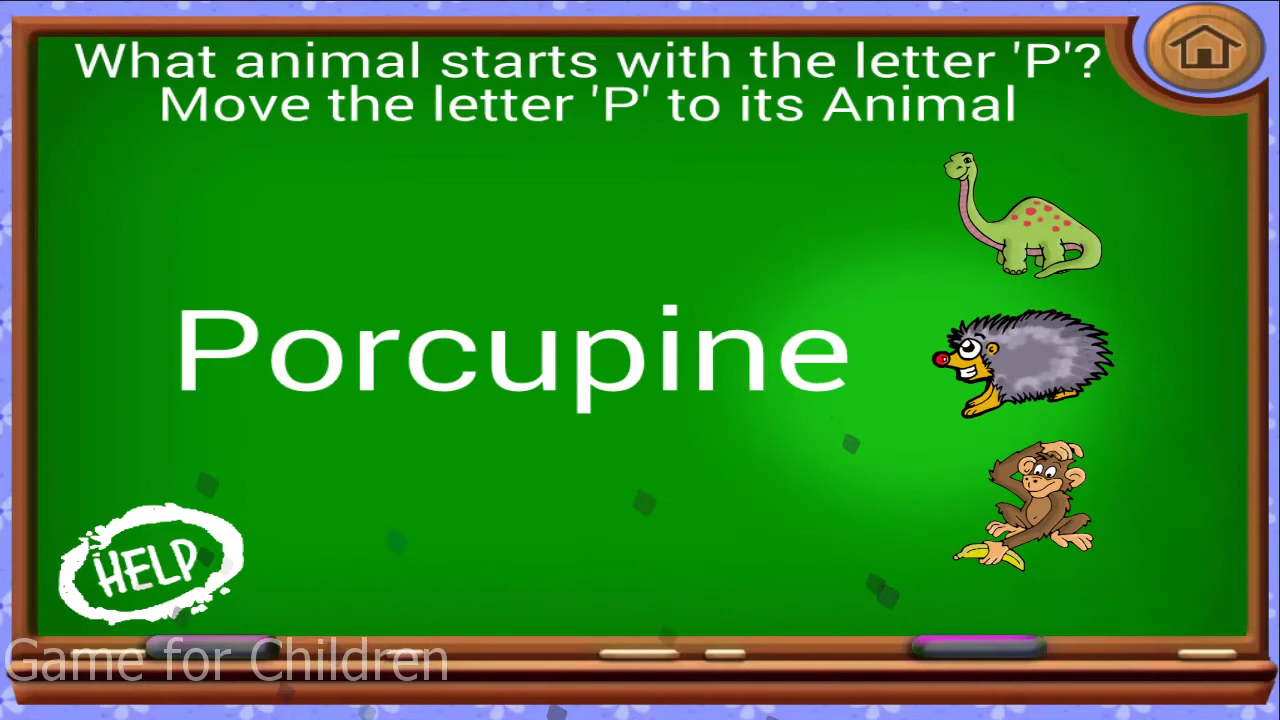 What animal starts with the letter 'P'?
Move the letter 'P' to its Animal
Porcupine
HELP
Game for Children